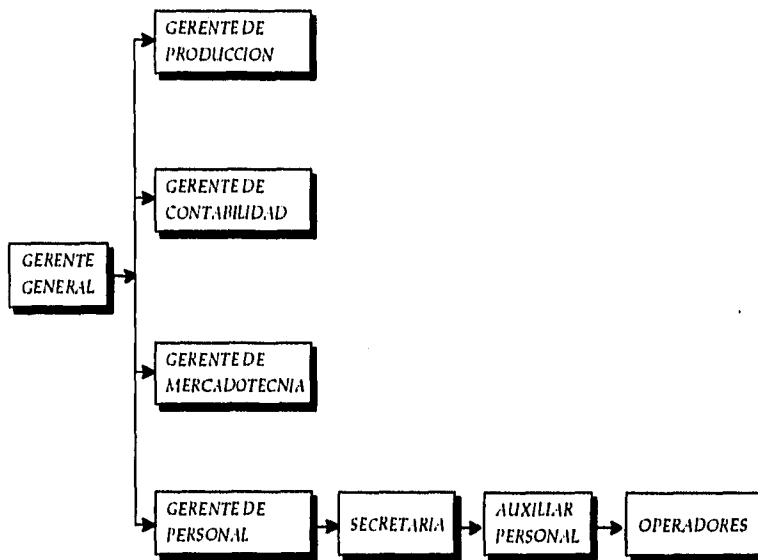 GERENTE DE
PRODUCCION
GERENTE DE
CONTABILIDAD
GERENTE
GENERAL
GERENTE DE
MERCADOTECNIA
GERENTE DE
PERSONAL
SECRETARIA
AUXILIAR
PERSONAL
OPERADORES